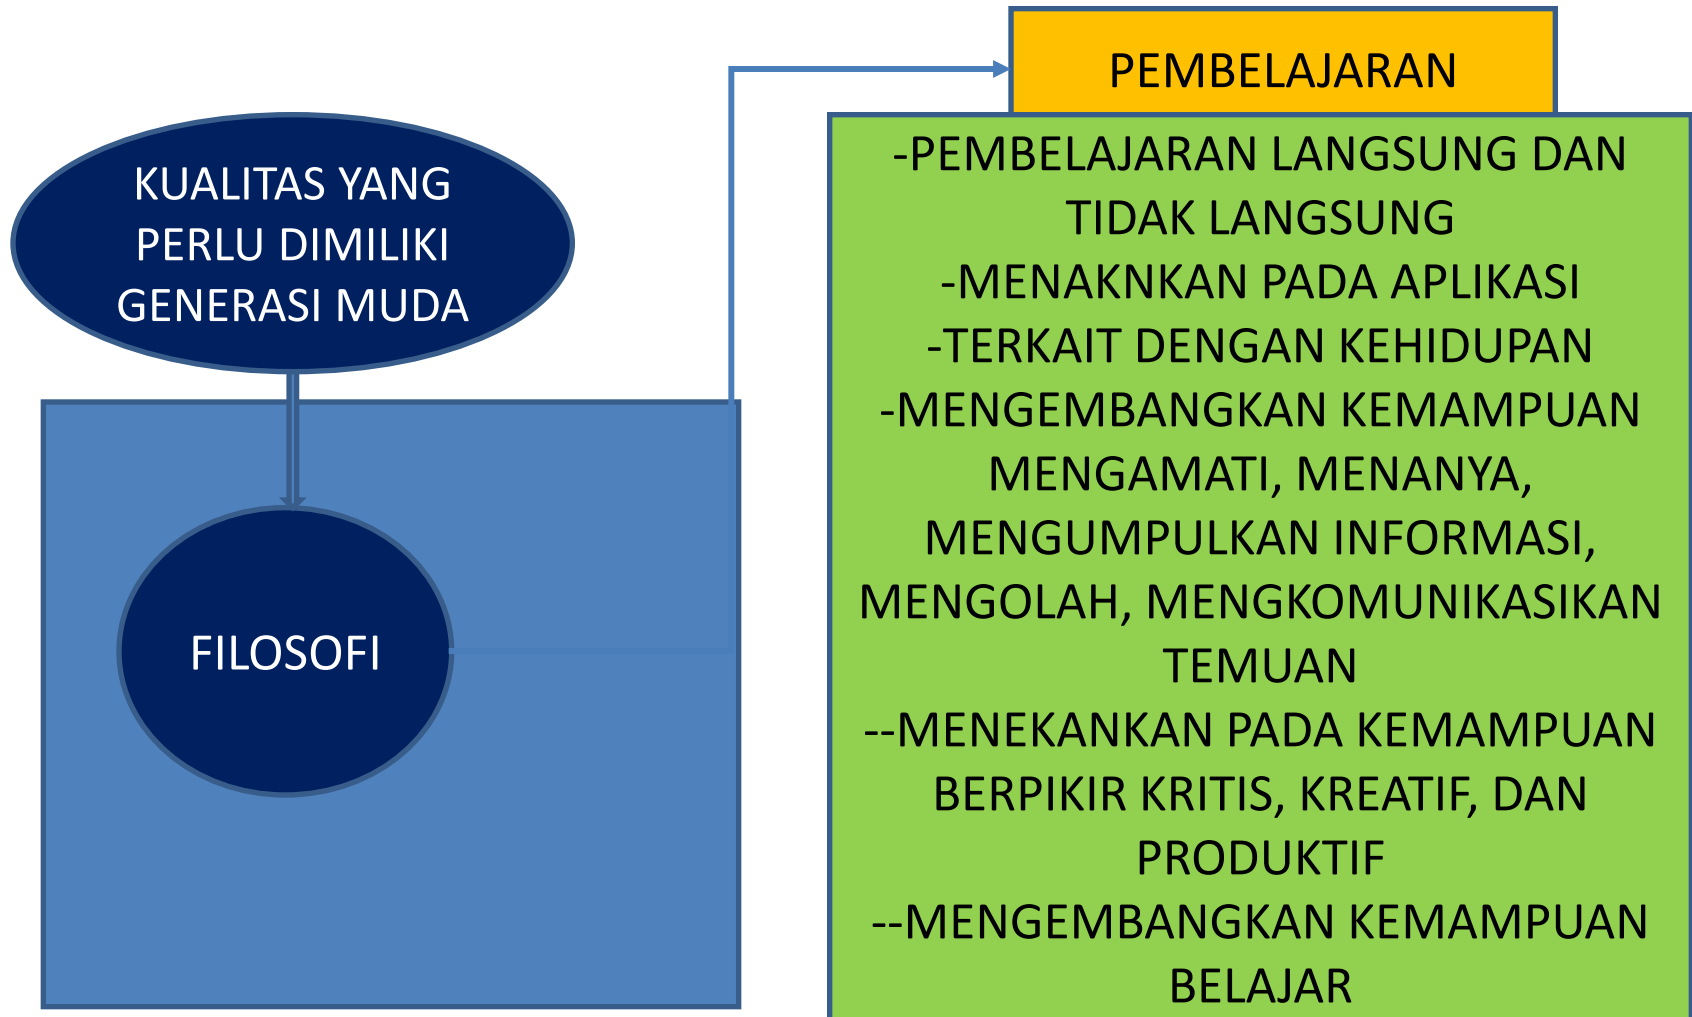 KUALITAS YANG
PERLU DIMILIKI
GENERASI MUDA
FILOSOFI
PEMBELAJARAN
-PEMBELAJARAN LANGSUNG DAN
TIDAK LANGSUNG
-MENAKNKAN PADA APLIKASI
-TERKAIT DENGAN KEHIDUPAN
-MENGEMBANGKAN KEMAMPUAN
MENGAMATI, MENANYA,
MENGUMPULKAN INFORMASI,
MENGOLAH, MENGKOMUNIKASIKAN
TEMUAN
--MENEKANKAN PADA KEMAMPUAN
BERPIKIR KRITIS, KREATIF, DAN
PRODUKTIF
--MENGEMBANGKAN KEMAMPUAN
BELAJAR